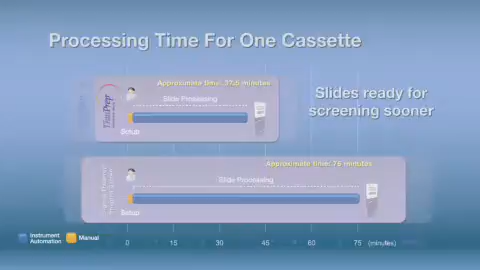 Processing Time For One Cassette
Approximate time: 37.5 minutes
Slide Processing
ThinPrep
Setup
Slides ready for
screening sooner
Approximate time: 75 minutes
Slide Processing
Setup
Instrument
Automation
Manual
0 15 30 45 60 75 (minutes)